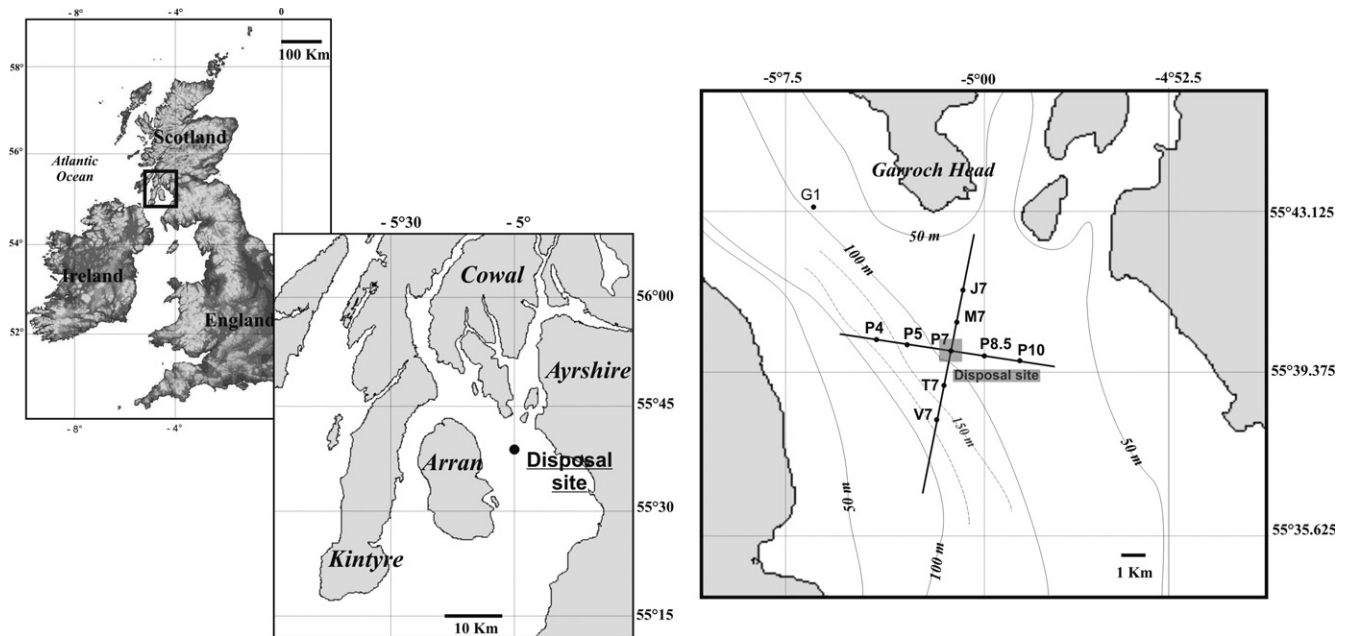 - 8°
- 4°
0
100 Km
58°
Scotland
56°
Atlantic
Ocean
54°
Ireland
52°
England
- 8°
- 4°
- 5°30
- 5°
Cowal
56°00
Ayrshire
55°45
Arran
Disposal
site
55°30
Kintyre
10 Km
55°15
-5°7.5
-5°00
-4°52.5
Garroch Head
G1
55°43.125
50 m
100 m
J7
M7
P4
P5
P7
P8.5
P10
Disposal site
55°39.375
T7
V7
150 m
50 m
50 m
100 m
55°35.625
1 Km